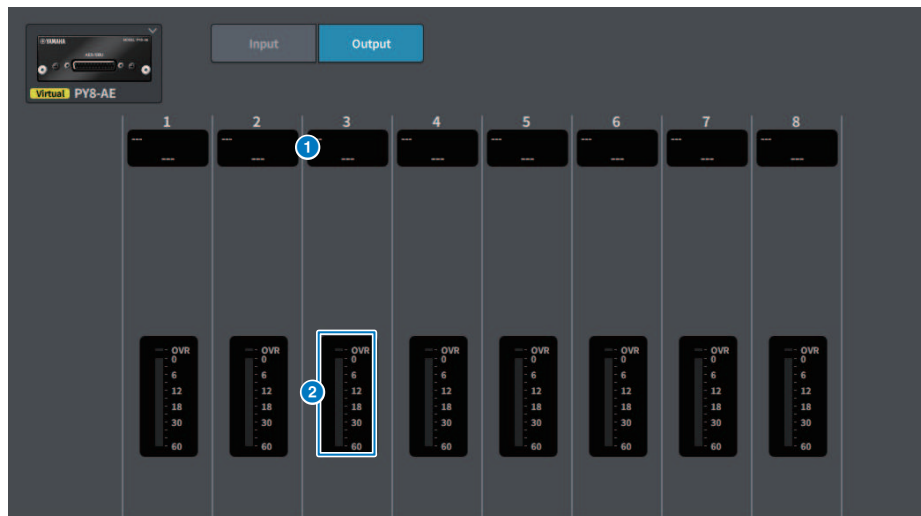 YAMAHA
Virtual PY8-AE
Input
Output
1 2 3 4 5 6 7 8
--- --- --- --- --- --- --- ---
--- --- --- --- --- --- --- ---
1
2
OVR OVR OVR OVR OVR OVR OVR OVR
0 0 0 0 0 0 0 0
6 6 6 6 6 6 6 6
12 12 12 12 12 12 12 12
18 18 18 18 18 18 18 18
30 30 30 30 30 30 30 30
60 60 60 60 60 60 60 60